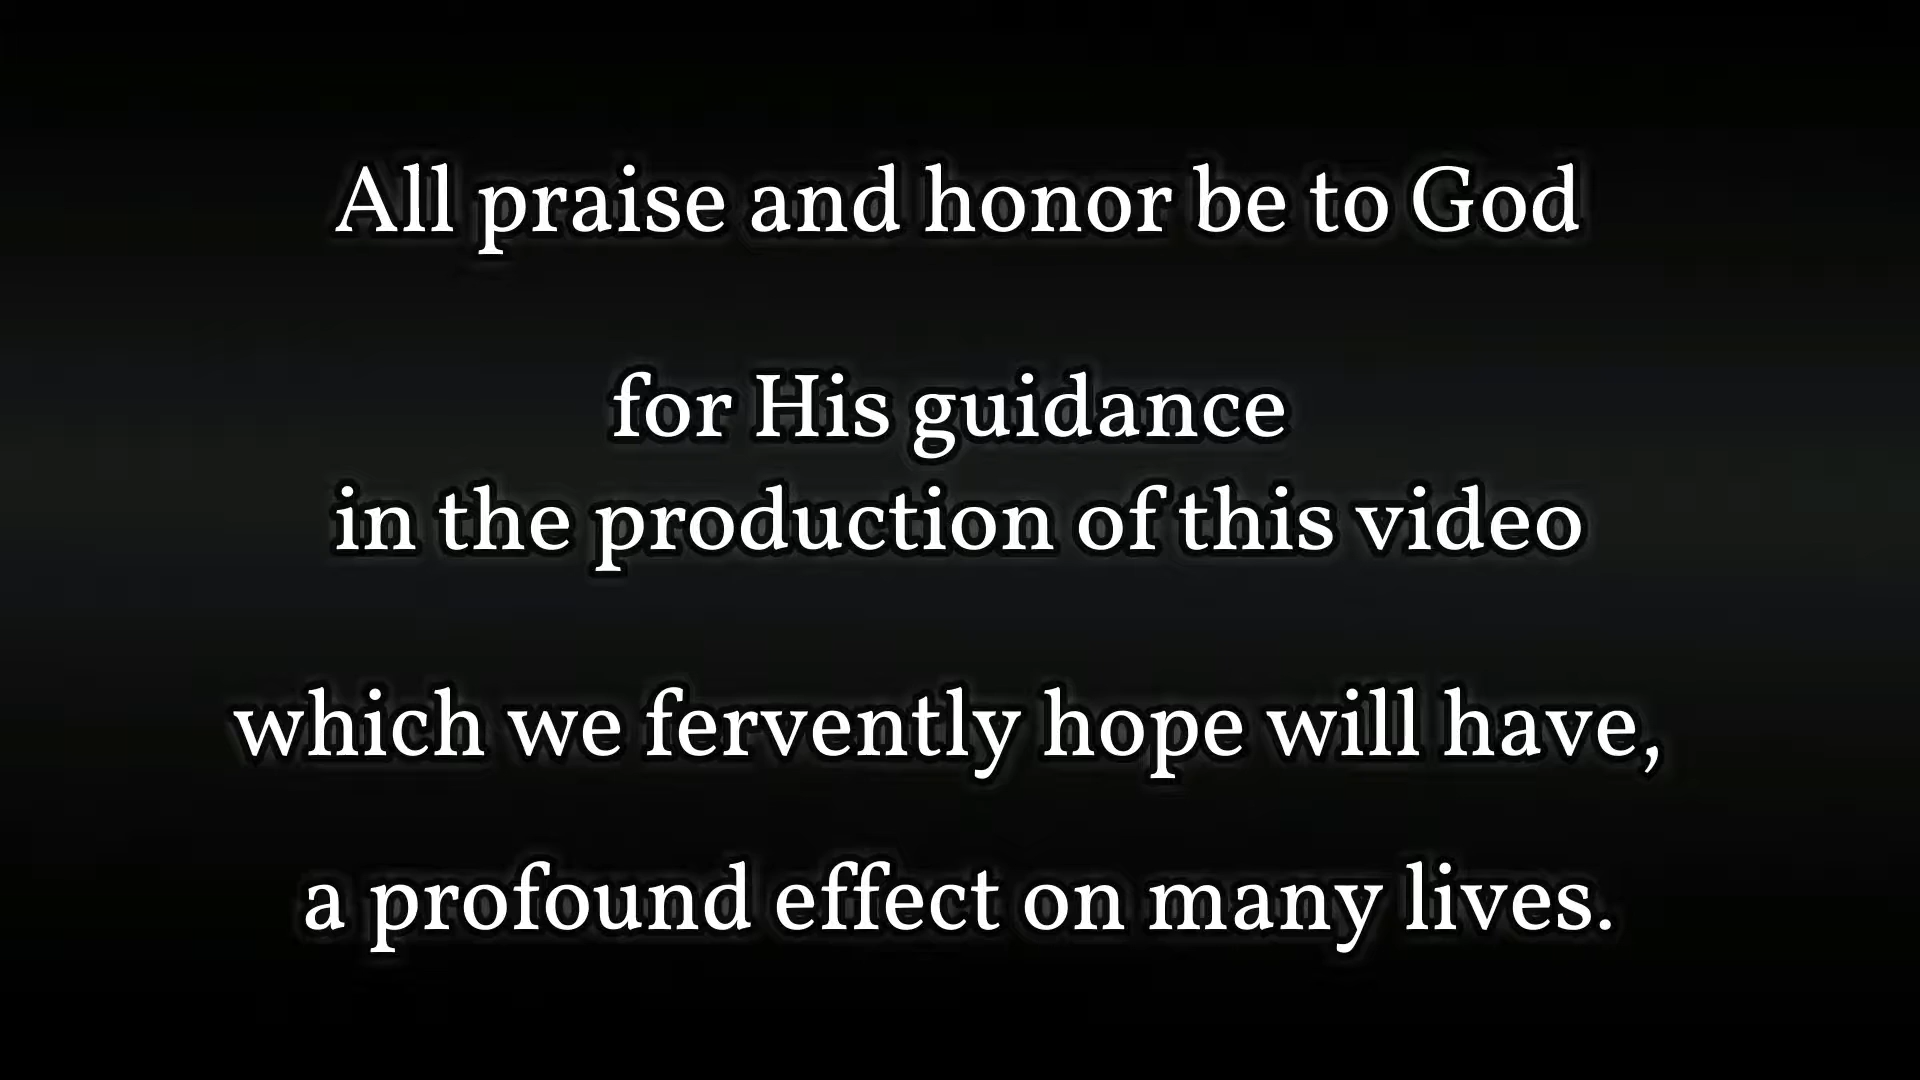 All praise and honor be to God
for His guidance
in the production of this video
which we fervently hope will have,
a profound effect on many lives.